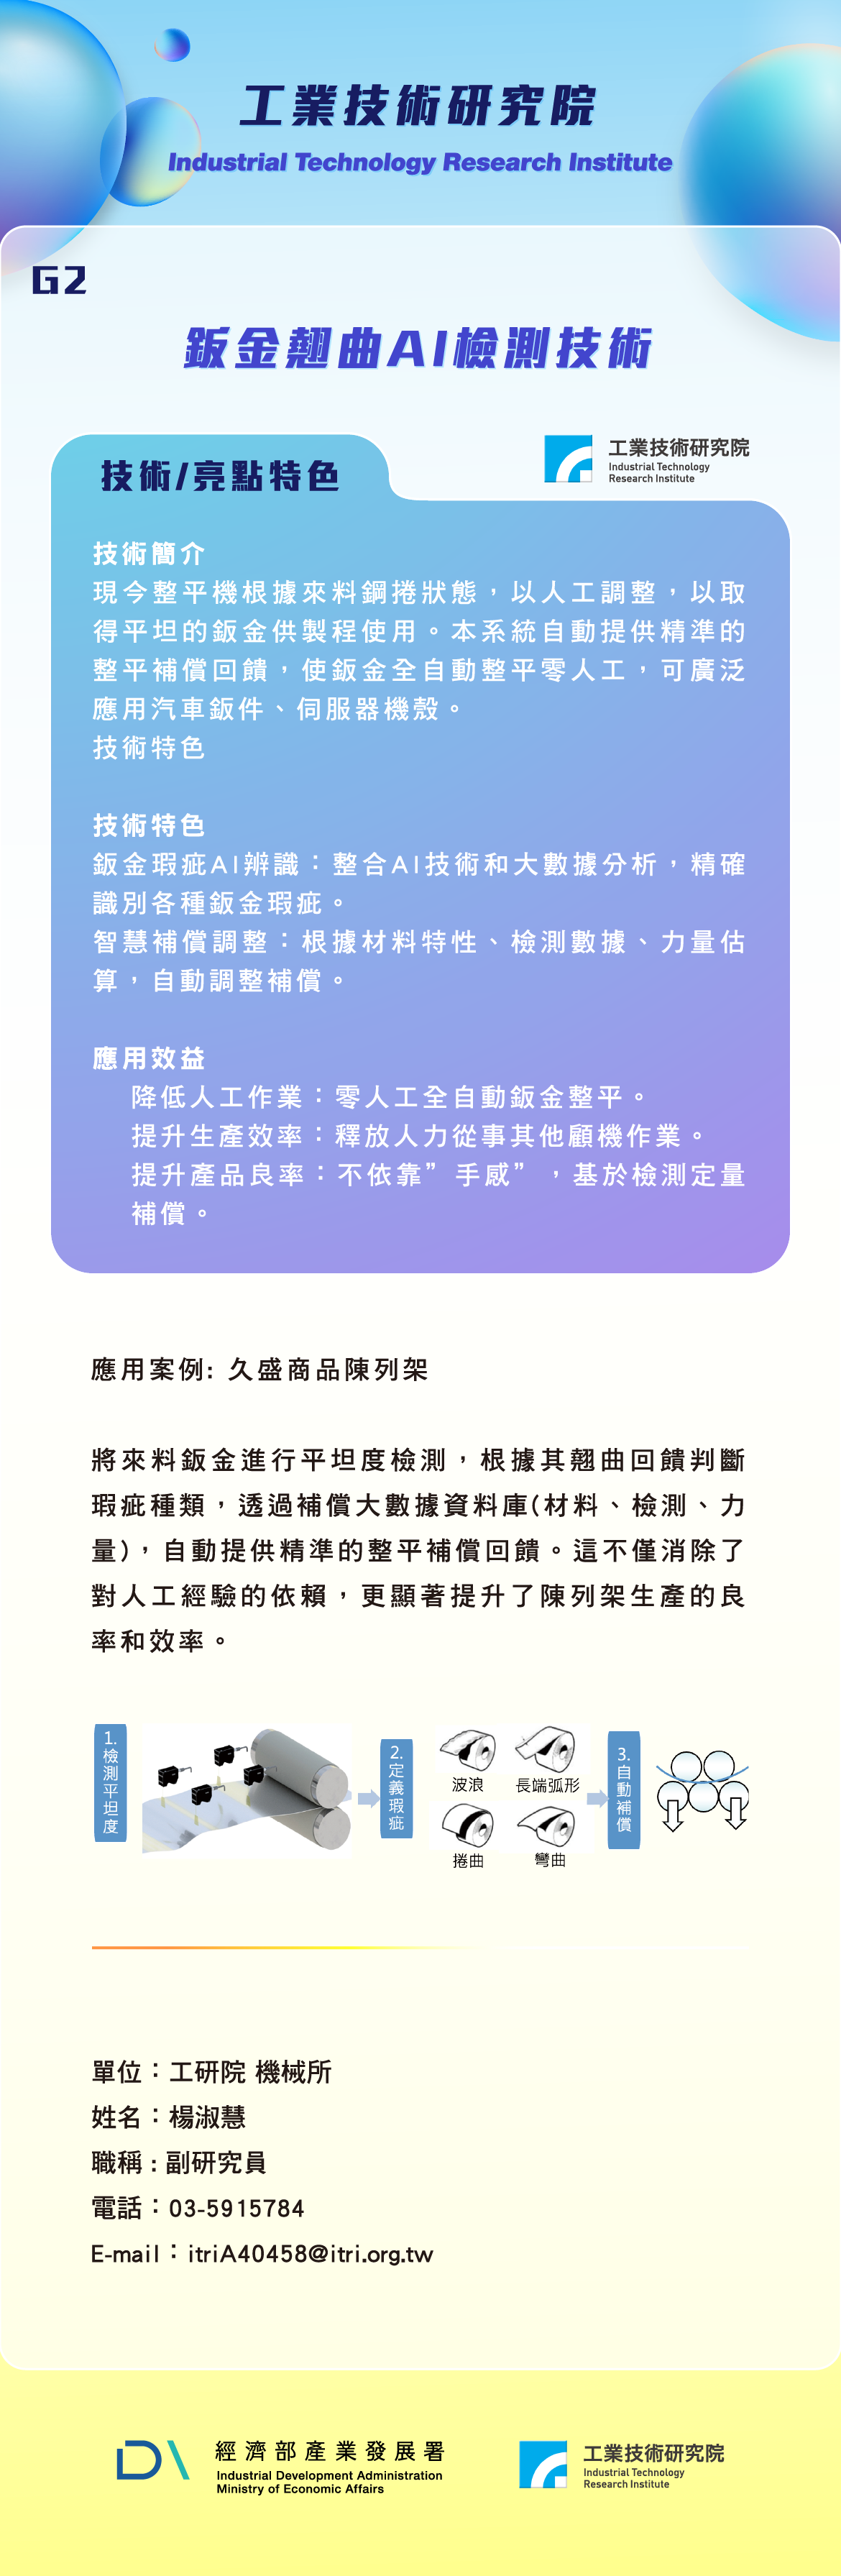 工業技術研究院
Industrial Technology Research Institute
G2
鈑金翹曲AI檢測技術
技術/亮點特色
工業技術研究院
Industrial Technology
Research Institute
技術簡介
現今整平機根據來料鋼捲狀態，以人工調整，以取
得平坦的鈑金供製程使用。本系統自動提供精準的
整平補償回饋，使鈑金全自動整平零人工，可廣泛
應用汽車鈑件、伺服器機殼。
技術特色
技術特色
鈑金瑕疵AI辨識：整合AI技術和大數據分析，精確
識別各種鈑金瑕疵。
智慧補償調整：根據材料特性、檢測數據、力量估
算，自動調整補償。
應用效益
降低人工作業：零人工全自動鈑金整平。
提升生產效率：釋放人力從事其他顧機作業。
提升產品良率：不依靠”手感”，基於檢測定量
補償。
應用案例: 久盛商品陳列架
將來料鈑金進行平坦度檢測，根據其翹曲回饋判斷
瑕疵種類，透過補償大數據資料庫(材料、檢測、力
量)，自動提供精準的整平補償回饋。這不僅消除了
對人工經驗的依賴，更顯著提升了陳列架生產的良
率和效率。
1.檢測平坦度
2.定義瑕疵
波浪
長端弧形
捲曲
彎曲
3.自動補償
單位：工研院 機械所
姓名：楊淑慧
職稱：副研究員
電話：03-5915784
E-mail：itriA40458@itri.org.tw
經濟部產業發展署
Industrial Development Administration
Ministry of Economic Affairs
工業技術研究院
Industrial Technology
Research Institute